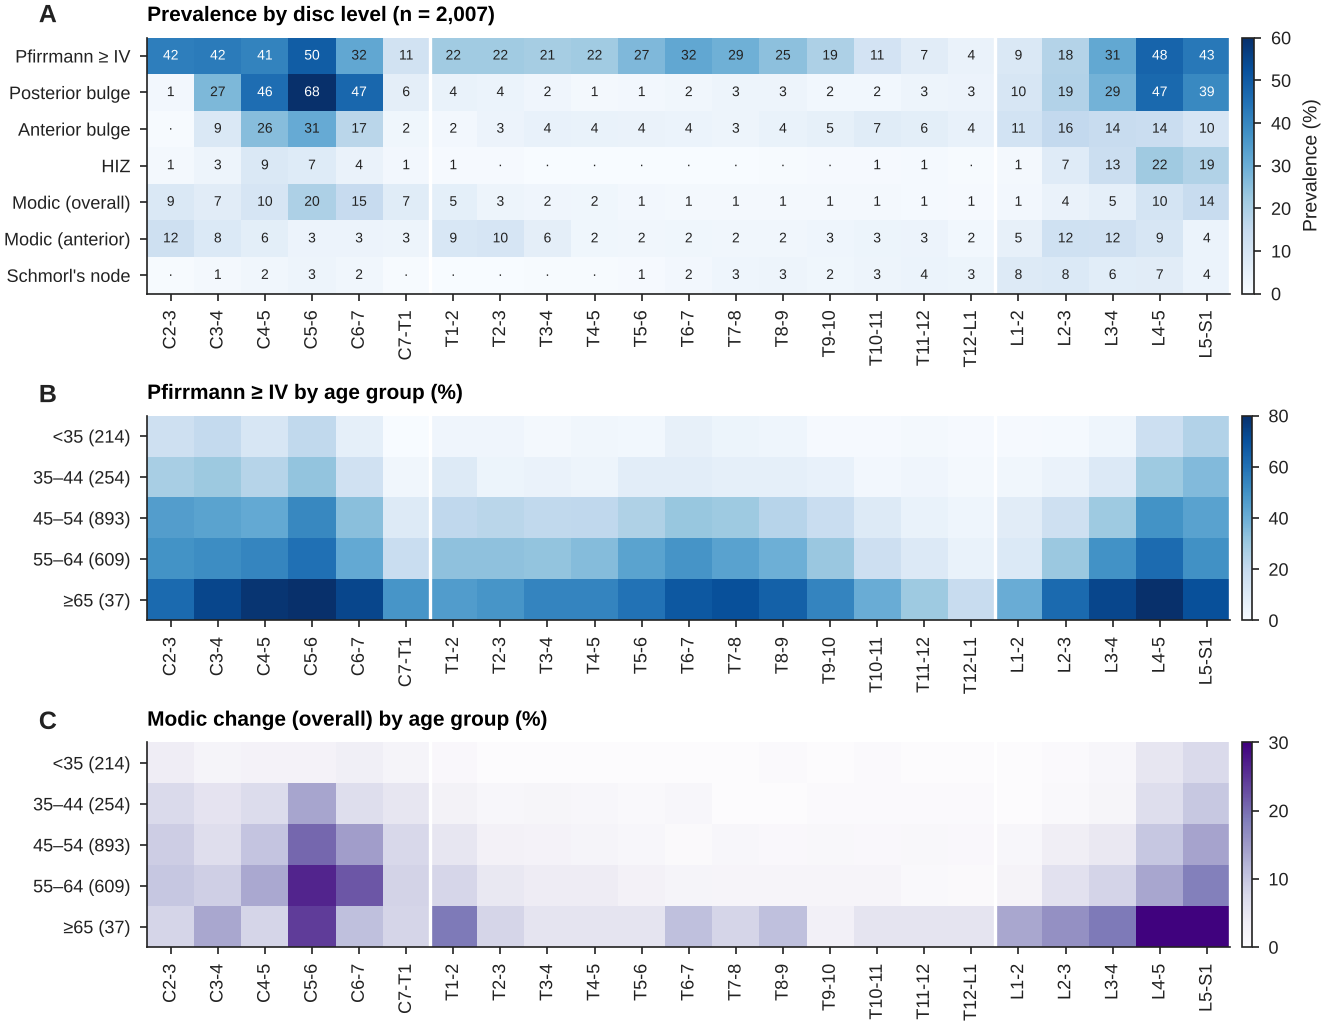 A
Prevalence by disc level (n = 2,007)
Pfirrmann ≥ IV 42 42 41 50 32 11 22 22 21 22 27 32 29 25 19 11 7 4 9 18 31 48 43
Posterior bulge 1 27 46 68 47 6 4 4 2 1 1 2 3 3 2 2 3 3 10 19 29 47 39
Anterior bulge · 9 26 31 17 2 2 3 4 4 4 4 3 4 5 7 6 4 11 16 14 14 10
HIZ 1 3 9 7 4 1 1 · · · · · · · · 1 1 · 1 7 13 22 19
Modic (overall) 9 7 10 20 15 7 5 3 2 2 1 1 1 1 1 1 1 1 1 4 5 10 14
Modic (anterior) 12 8 6 3 3 3 9 10 6 2 2 2 2 2 3 3 3 2 5 12 12 9 4
Schmorl's node · 1 2 3 2 · · · · · 1 2 3 3 2 3 4 3 8 8 6 7 4
C2-3 C3-4 C4-5 C5-6 C6-7 C7-T1 T1-2 T2-3 T3-4 T4-5 T5-6 T6-7 T7-8 T8-9 T9-10 T10-11 T11-12 T12-L1 L1-2 L2-3 L3-4 L4-5 L5-S1
60
50
40
30
20
10
0
Prevalence (%)
B
Pfirrmann ≥ IV by age group (%)
<35 (214)
35–44 (254)
45–54 (893)
55–64 (609)
≥65 (37)
C2-3 C3-4 C4-5 C5-6 C6-7 C7-T1 T1-2 T2-3 T3-4 T4-5 T5-6 T6-7 T7-8 T8-9 T9-10 T10-11 T11-12 T12-L1 L1-2 L2-3 L3-4 L4-5 L5-S1
80
60
40
20
0
C
Modic change (overall) by age group (%)
<35 (214)
35–44 (254)
45–54 (893)
55–64 (609)
≥65 (37)
C2-3 C3-4 C4-5 C5-6 C6-7 C7-T1 T1-2 T2-3 T3-4 T4-5 T5-6 T6-7 T7-8 T8-9 T9-10 T10-11 T11-12 T12-L1 L1-2 L2-3 L3-4 L4-5 L5-S1
30
20
10
0